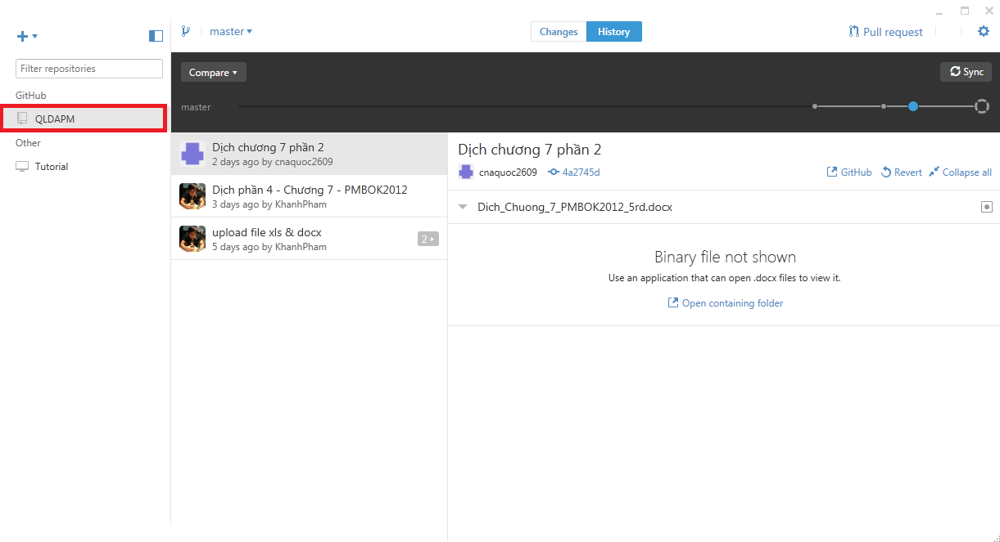 master
Changes
History
Pull request
Filter repositories
GitHub
QLDAPM
Other
Tutorial
Compare
Sync
master
Dịch chương 7 phần 2
2 days ago by cnaquoc2609
Dịch phần 4 - Chương 7 - PMBOK2012
3 days ago by KhanhPham
upload file xls & docx
5 days ago by KhanhPham
2
Dịch chương 7 phần 2
cnaquoc2609 4a2745d
GitHub Revert Collapse all
Dich_Chuong_7_PMBOK2012_5rd.docx
Binary file not shown
Use an application that can open .docx files to view it.
Open containing folder